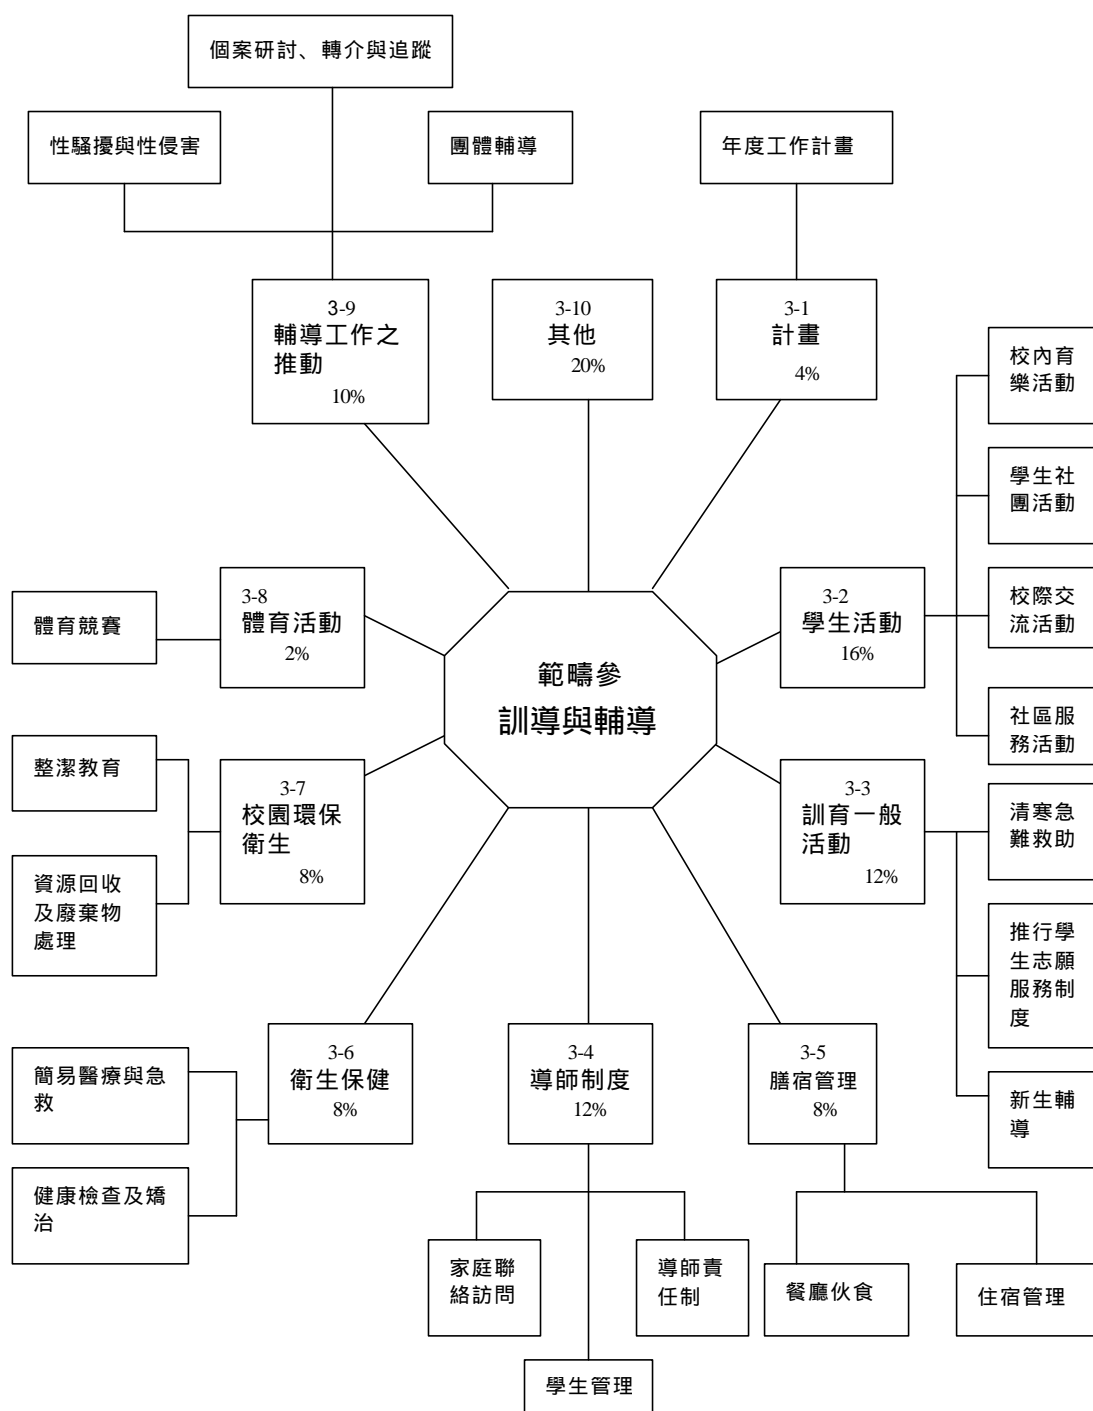 個案研討、轉介與追蹤
性騷擾與性侵害
團體輔導
年度工作計畫
3-9
輔導工作之
推動
10%
3-10
其他
20%
3-1
計畫
4%
校內育
樂活動
學生社
團活動
校際交
流活動
社區服
務活動
3-2
學生活動
16%
3-8
體育活動
2%
體育競賽
範疇參
訓導與輔導
整潔教育
資源回收
及廢棄物
處理
3-7
校園環保
衛生
8%
3-3
訓育一般
活動
12%
清寒急
難救助
推行學
生志願
服務制
度
新生輔
導
3-6
衛生保健
8%
簡易醫療與急
救
健康檢查及矯
治
3-4
導師制度
12%
3-5
膳宿管理
8%
家庭聯
絡訪問
導師責
任制
學生管理
餐廳伙食
住宿管理